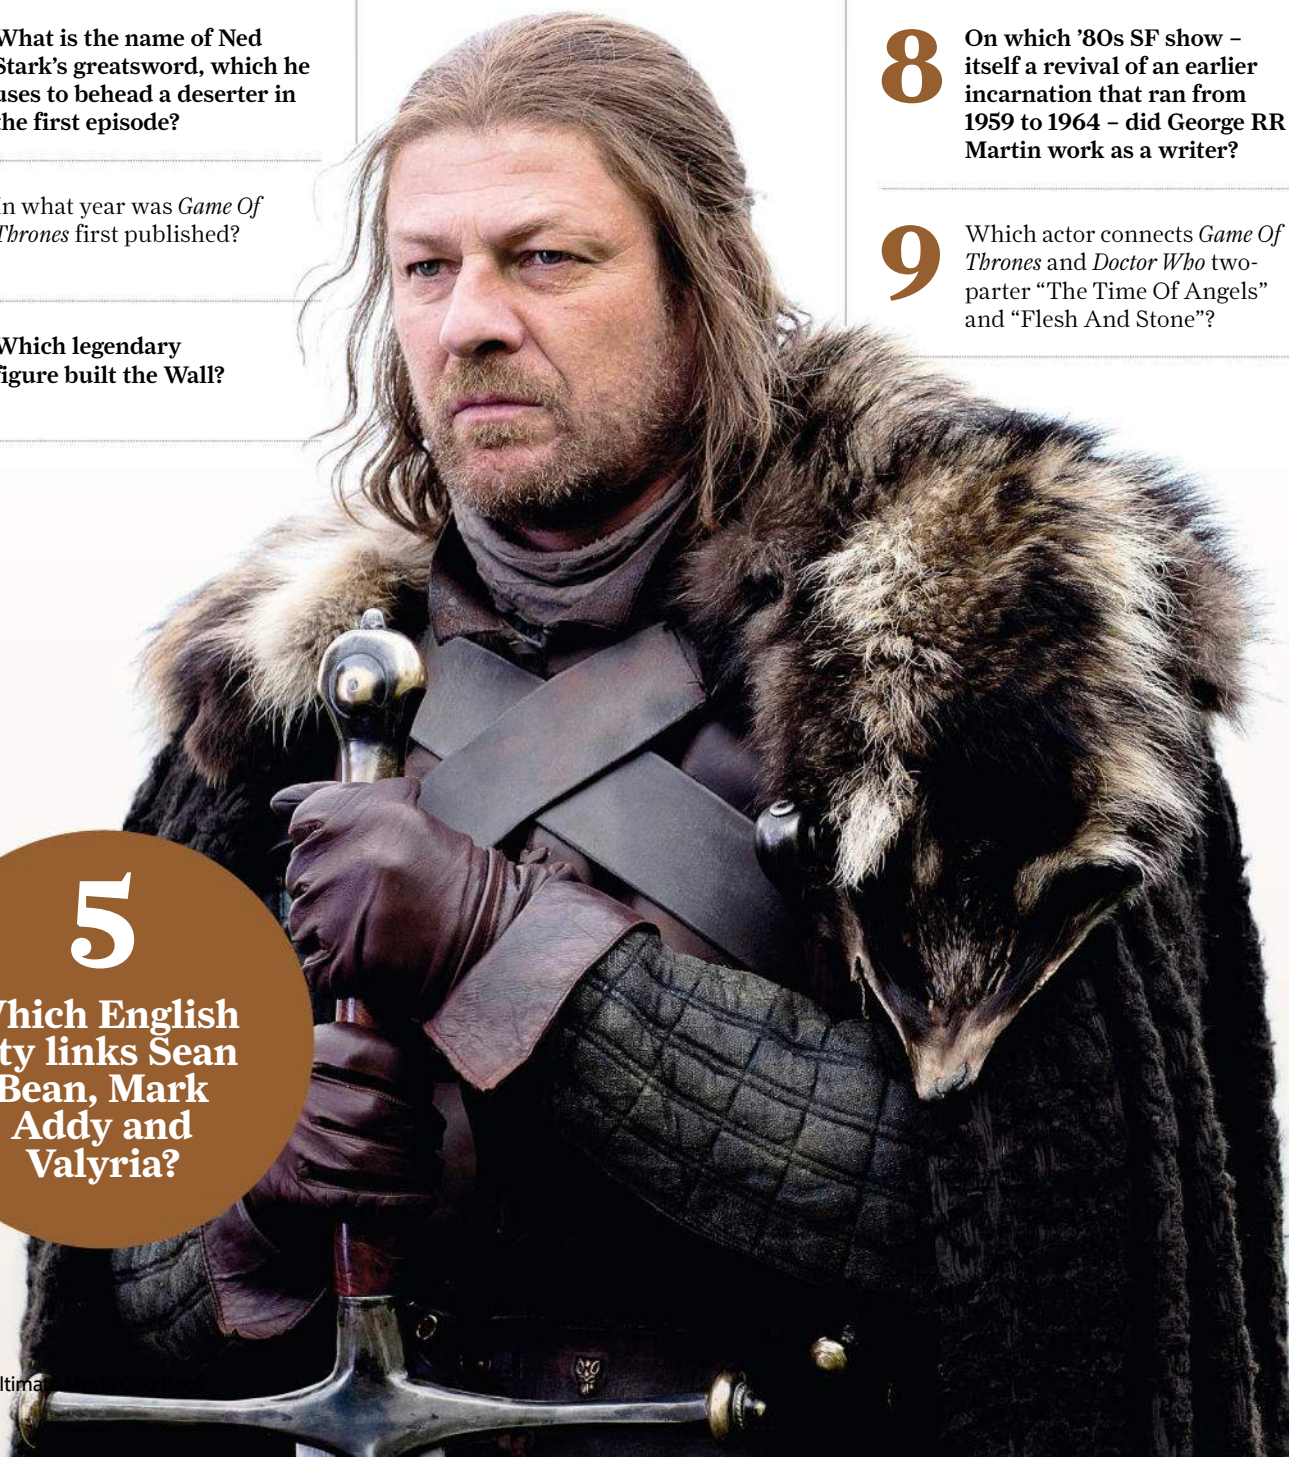 What is the name of Ned
Stark’s greatsword, which he
uses to behead a deserter in
the first episode?
In what year was Game Of
Thrones first published?
Which legendary
figure built the Wall?
5
Which English
ty links Sean
Bean, Mark
Addy and
Valyria?
8
On which ’80s SF show –
itself a revival of an earlier
incarnation that ran from
1959 to 1964 – did George RR
Martin work as a writer?
9
Which actor connects Game Of
Thrones and Doctor Who two-
parter “The Time Of Angels”
and “Flesh And Stone”?
ltimate Movie Quiz Book